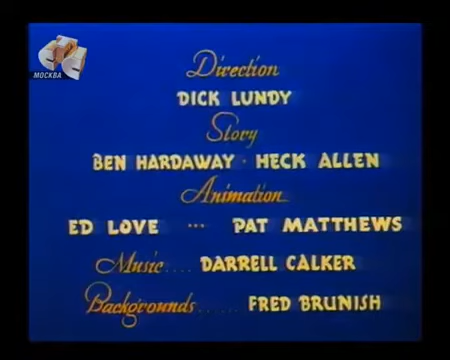 СТС
МОСКВА
Direction
DICK LUNDY
Story
BEN HARDAWAY · HECK ALLEN
Animation
ED LOVE ... PAT MATTHEWS
Music.... DARRELL CALKER
Backgrounds...... FRED BRUNISH